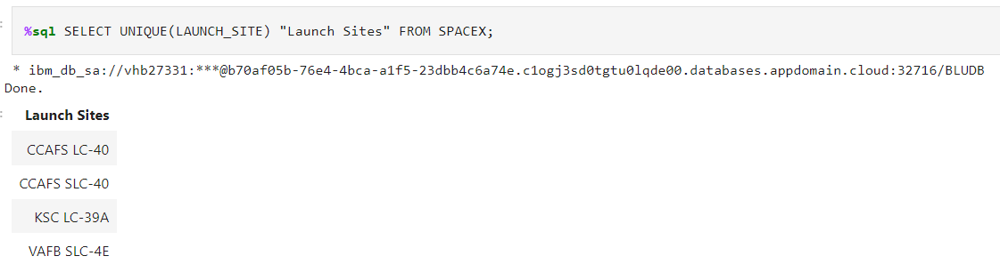 %sql SELECT UNIQUE(LAUNCH_SITE) "Launch Sites" FROM SPACEX;
* ibm_db_sa://vhb27331:***@b70af05b-76e4-4bca-a1f5-23dbb4c6a74e.c1ogj3sd0tgtu0lqde00.databases.appdomain.cloud:32716/BLUDB
Done.
Launch Sites
CCAFS LC-40
CCAFS SLC-40
KSC LC-39A
VAFB SLC-4E